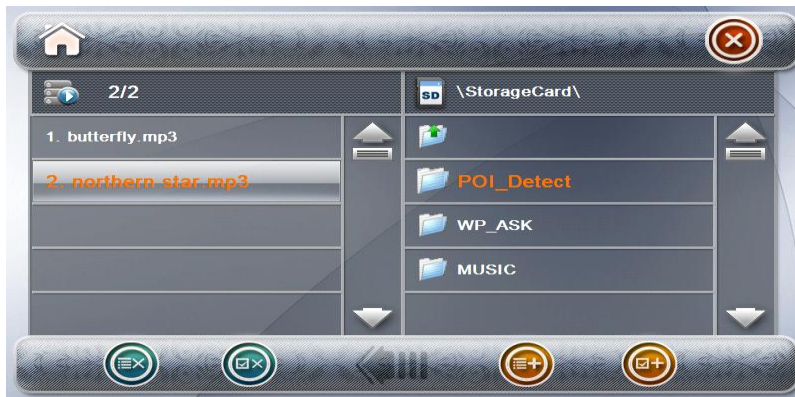 2/2
1. butterfly.mp3
2. northern star.mp3
SD
\StorageCard\
POI_Detect
WP_ASK
MUSIC